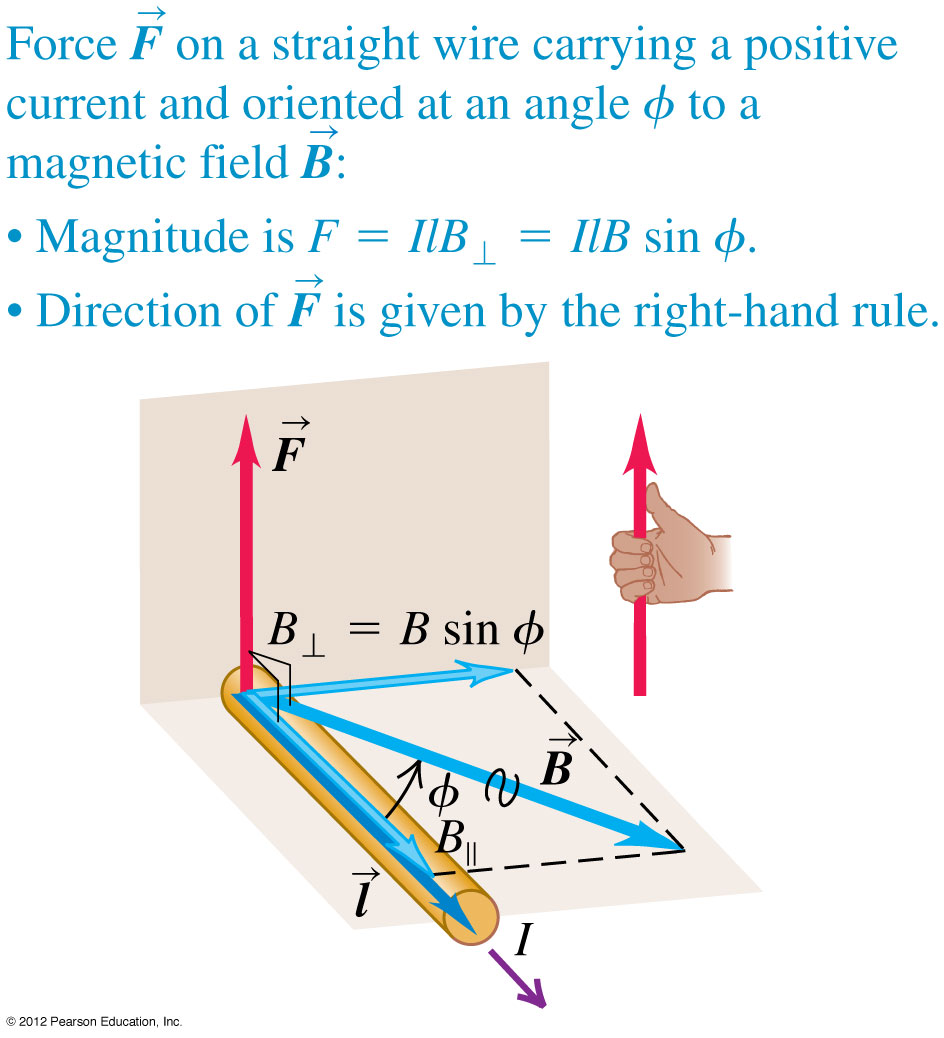 Force F⃗ on a straight wire carrying a positive
current and oriented at an angle ϕ to a
magnetic field B⃗:
• Magnitude is F = IlB⊥ = IlB sin ϕ.
• Direction of F⃗ is given by the right-hand rule.
F⃗
B⊥ = B sin ϕ
B⃗
ϕ
B∥
l⃗
I
© 2012 Pearson Education, Inc.